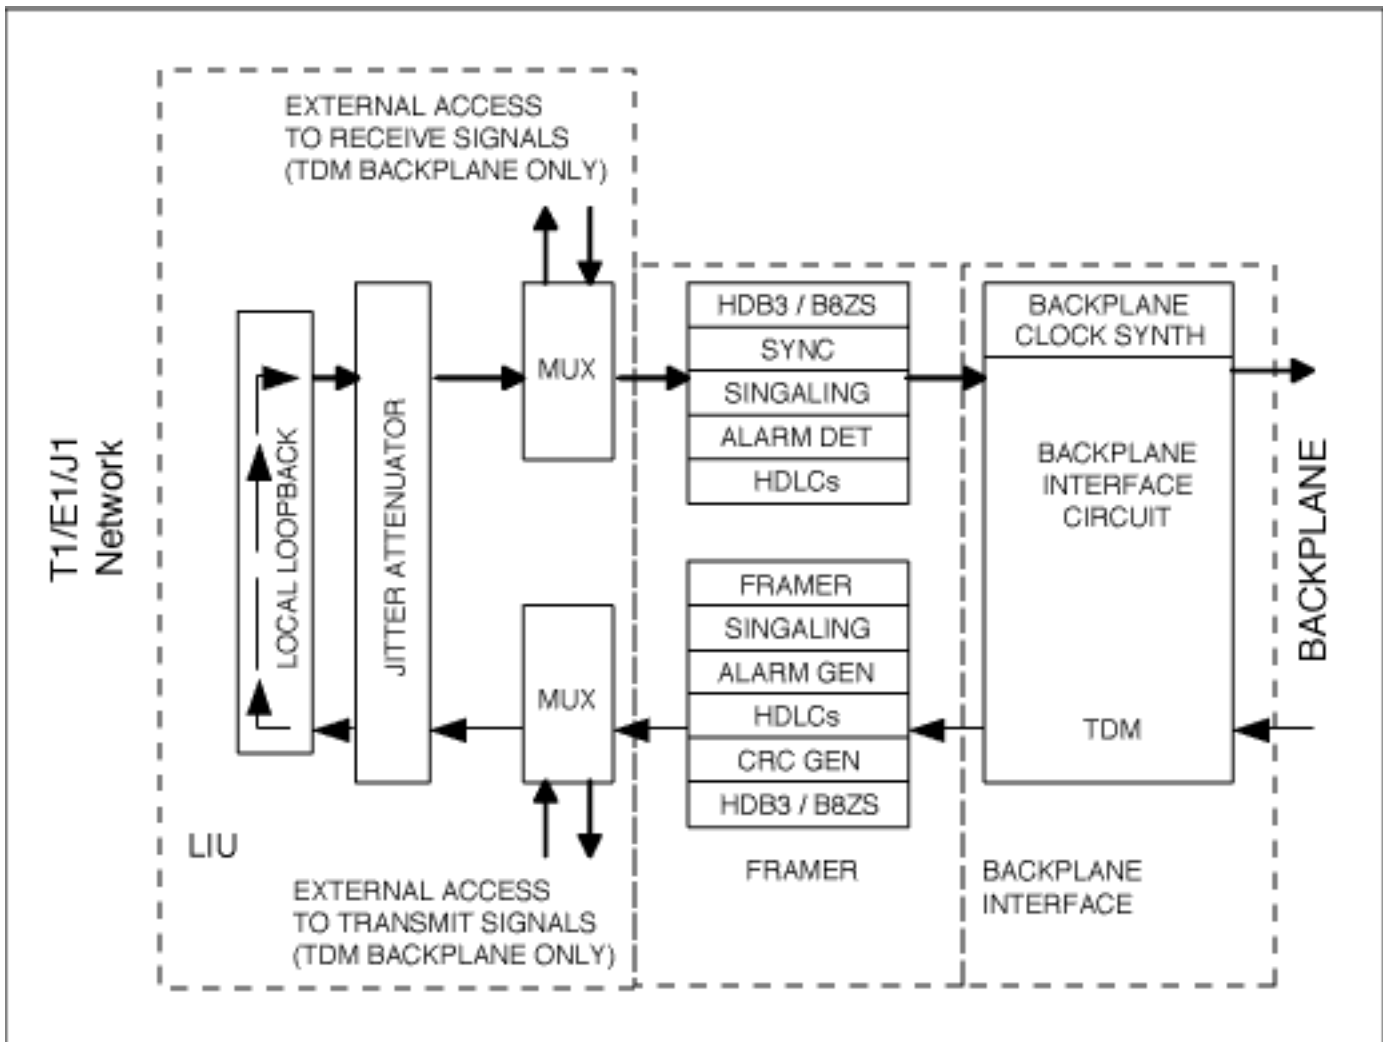 EXTERNAL ACCESS
TO RECEIVE SIGNALS
(TDM BACKPLANE ONLY)
T1/E1/J1
Network
LOCAL LOOPBACK
JITTER ATTENUATOR
MUX
HDB3 / B8ZS
SYNC
SINGALING
ALARM DET
HDLCs
BACKPLANE
CLOCK SYNTH
BACKPLANE
INTERFACE
CIRCUIT
BACKPLANE
MUX
FRAMER
SINGALING
ALARM GEN
HDLCs
CRC GEN
HDB3 / B8ZS
TDM
LIU
EXTERNAL ACCESS
TO TRANSMIT SIGNALS
(TDM BACKPLANE ONLY)
FRAMER
BACKPLANE
INTERFACE